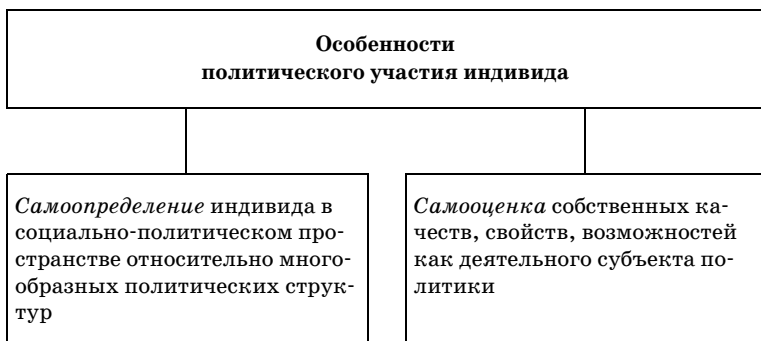 Особенности
политического участия индивида
Самоопределение индивида в
социально-политическом про-
странстве относительно много-
образных политических струк-
тур
Самооценка собственных ка-
честв, свойств, возможностей
как деятельного субъекта по-
литики